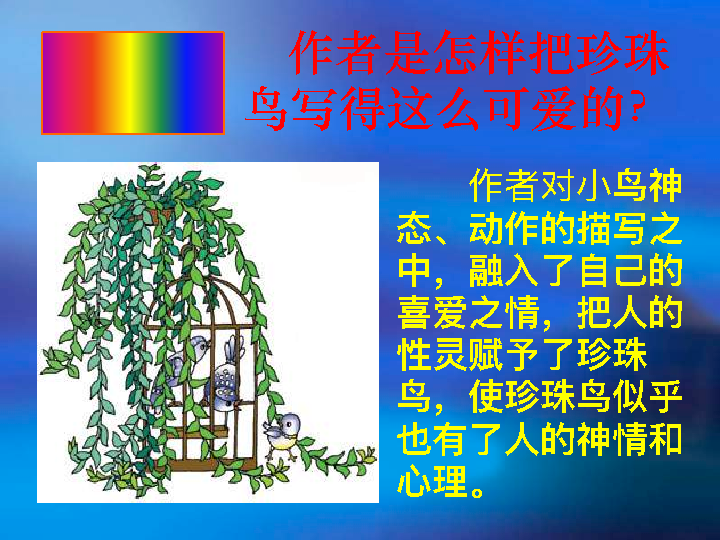 作者是怎样把珍珠
鸟写得这么可爱的?
作者对小鸟神
态、动作的描写之
中，融入了自己的
喜爱之情，把人的
性灵赋予了珍珠
鸟，使珍珠鸟似乎
也有了人的神情和
心理。